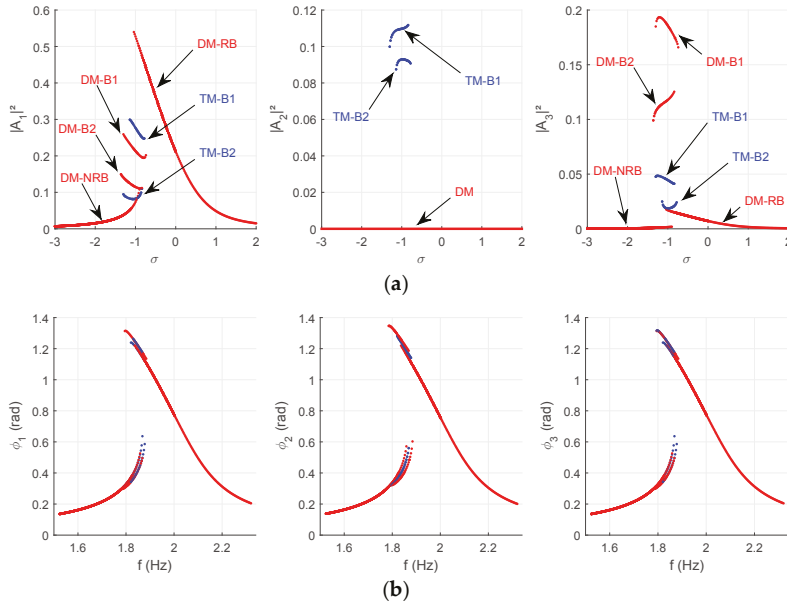 |A₁|²
0.6
0.5
0.4
0.3
0.2
0.1
0
-3 -2 -1 0 1 2
σ
DM-RB
DM-B1
TM-B1
DM-B2
TM-B2
DM-NRB
|A₂|²
0.12
0.1
0.08
0.06
0.04
0.02
0
-3 -2 -1 0 1 2
σ
TM-B1
TM-B2
DM
|A₃|²
0.2
0.15
0.1
0.05
0
-3 -2 -1 0 1 2
σ
DM-B1
DM-B2
TM-B1
TM-B2
DM-NRB
DM-RB
(a)
ϕ₁ (rad)
1.4
1.2
1
0.8
0.6
0.4
0.2
0
1.6 1.8 2 2.2
f (Hz)
ϕ₂ (rad)
1.4
1.2
1
0.8
0.6
0.4
0.2
0
1.6 1.8 2 2.2
f (Hz)
ϕ₃ (rad)
1.4
1.2
1
0.8
0.6
0.4
0.2
0
1.6 1.8 2 2.2
f (Hz)
(b)